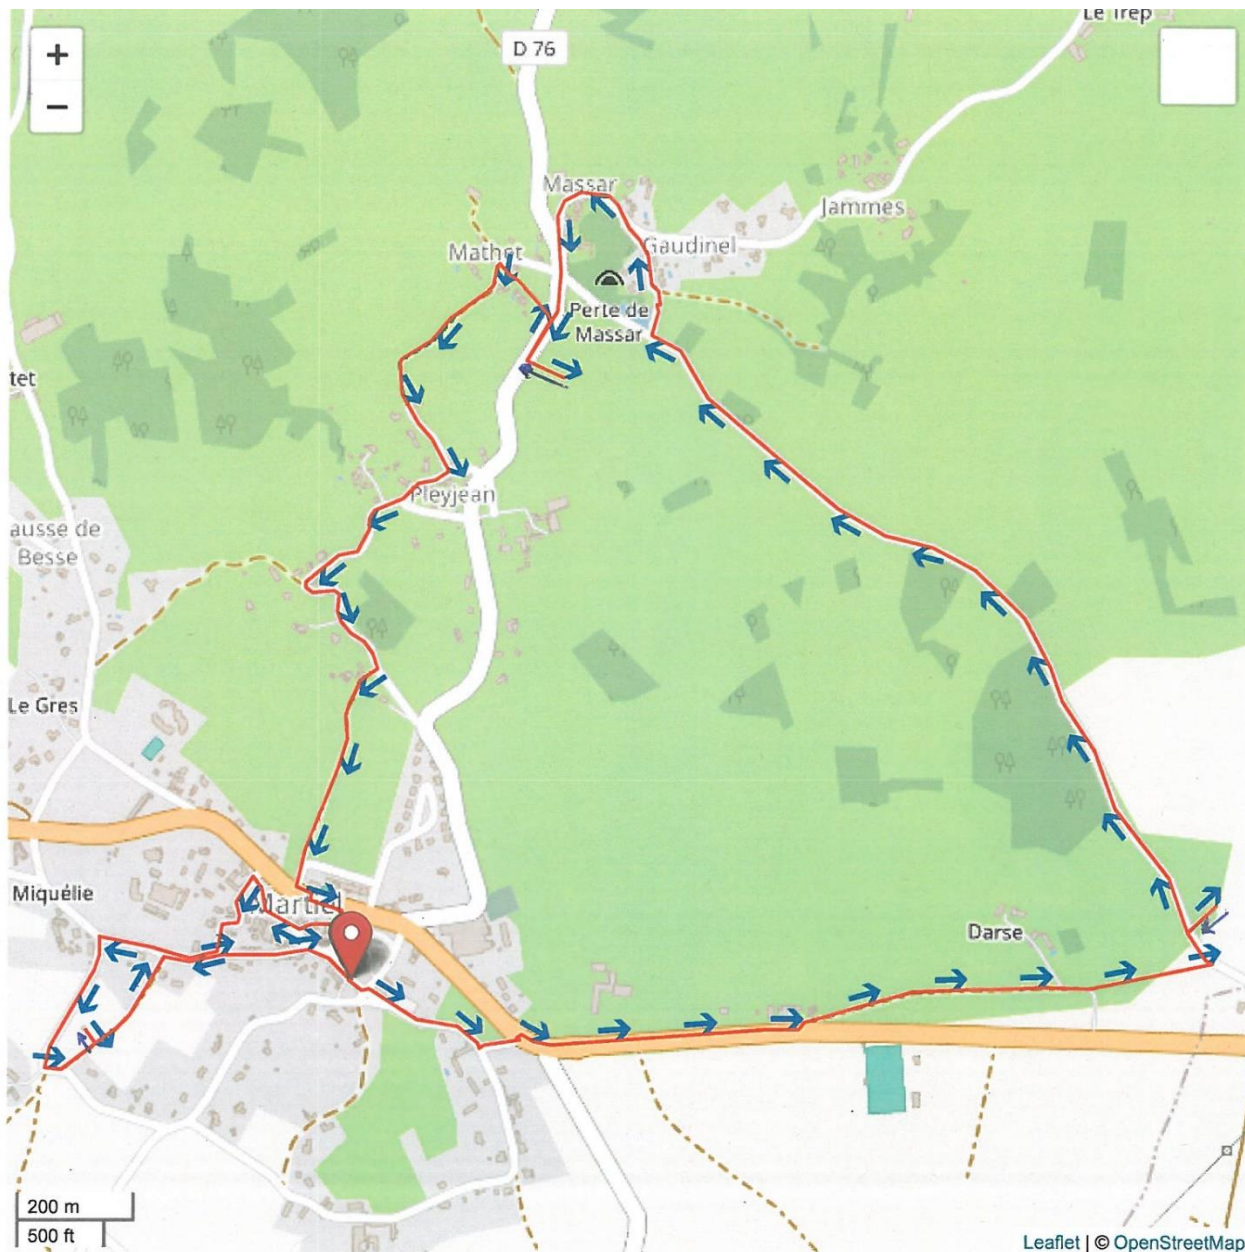 Le Trep
+
D 76
−
Massar
Jammes
Gaudinel
Mathet
Perte de
Massar
tet
Pleyjean
ausse de
Besse
Le Gres
Miquélie
Martiel
Darse
200 m
500 ft
Leaflet | © OpenStreetMap